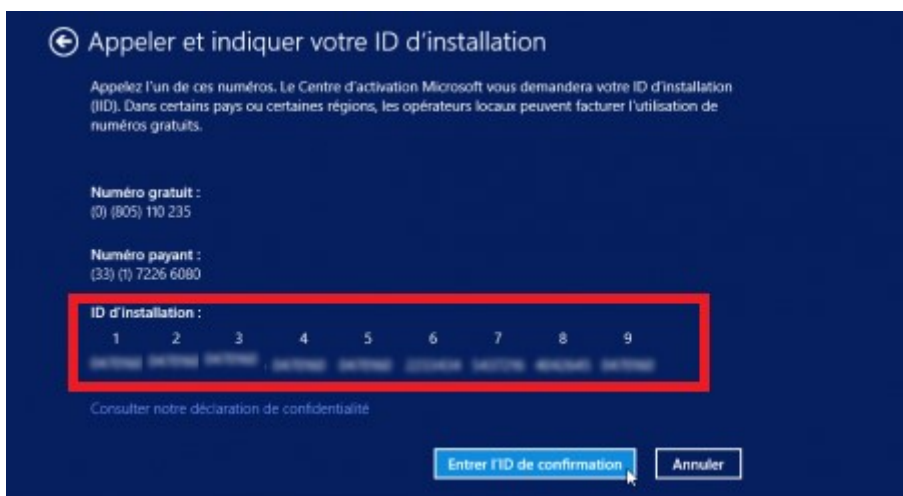 Appeler et indiquer votre ID d'installation
Appelez l'un de ces numéros. Le Centre d'activation Microsoft vous demandera votre ID d'installation
(IID). Dans certains pays ou certaines régions, les opérateurs locaux peuvent facturer l'utilisation de
numéros gratuits.
Numéro gratuit :
(0) (805) 110 235
Numéro payant :
(33) (1) 7226 6080
ID d'installation :
1 2 3 4 5 6 7 8 9
Consulter notre déclaration de confidentialité
Entrer l'ID de confirmation Annuler